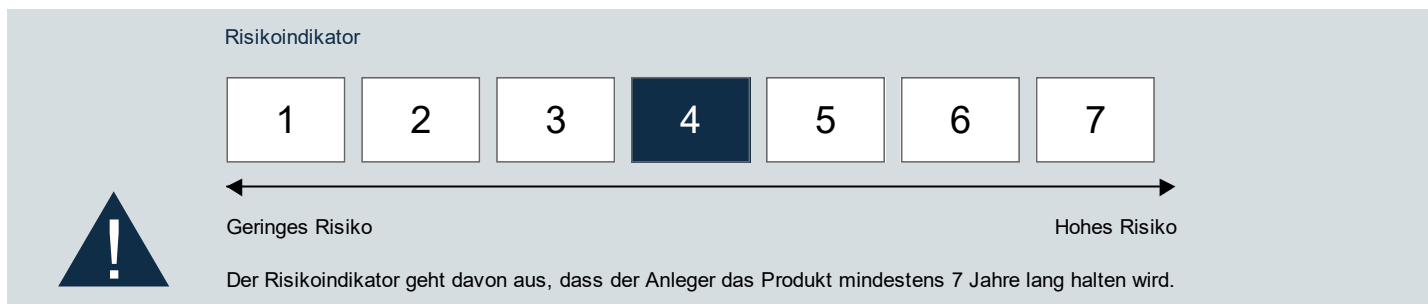 Risikoindikator
1 2 3 4 5 6 7
Geringes Risiko Hohes Risiko
!
Der Risikoindikator geht davon aus, dass der Anleger das Produkt mindestens 7 Jahre lang halten wird.